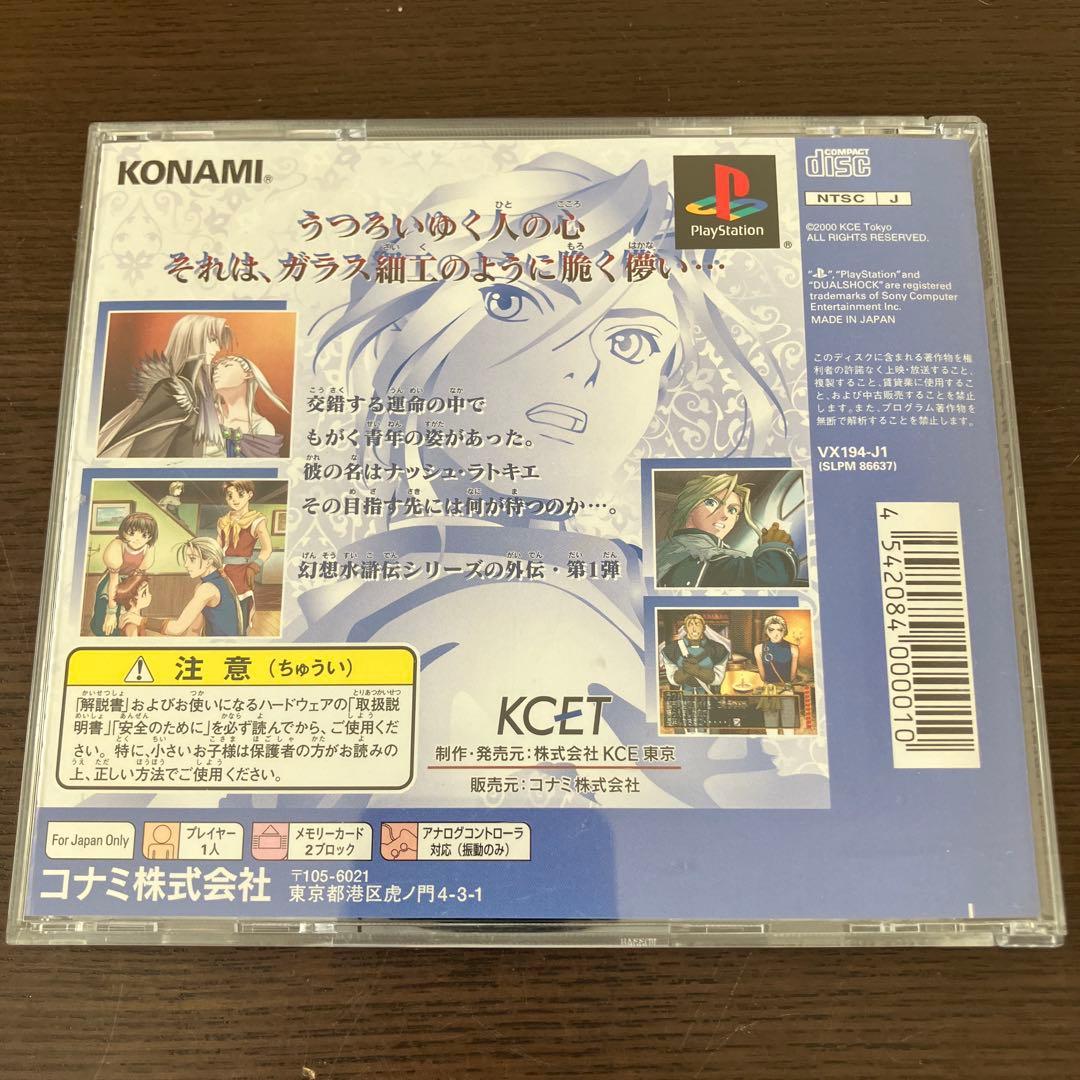 KONAMI®
うつろいゆく人の心
それは、ガラス細工のように脆く儚い…
交錯する運命の中で
もがく青年の姿があった。
彼の名はナッシュ・ラトキエ
その目指す先には何が待つのか…。
幻想水滸伝シリーズの外伝・第1弾
PlayStation®
COMPACT
disc
NTSC J
©2000 KCE Tokyo
ALL RIGHTS RESERVED.
"PS", "PlayStation" and
"DUALSHOCK" are registered
trademarks of Sony Computer
Entertainment Inc.
MADE IN JAPAN
このディスクに含まれる著作物を権
利者の許諾なく上映・放送すること、
複製すること、賃貸業に使用するこ
と、および中古販売することを禁止
します。また、プログラム著作物を
無断で解析することを禁止します。
VX194-J1
(SLPM 86637)
4 542084 000010
注意(ちゅうい)
「解説書」およびお使いになるハードウェアの「取扱説
明書」「安全のために」を必ず読んでから、ご使用くだ
さい。特に、小さいお子様は保護者の方がお読みの
上、正しい方法でご使用ください。
KCET
制作・発売元:株式会社KCE東京
販売元:コナミ株式会社
For Japan Only
プレイヤー
1人
メモリーカード
2ブロック
アナログコントローラ
対応(振動のみ)
コナミ株式会社
〒105-6021
東京都港区虎ノ門4-3-1